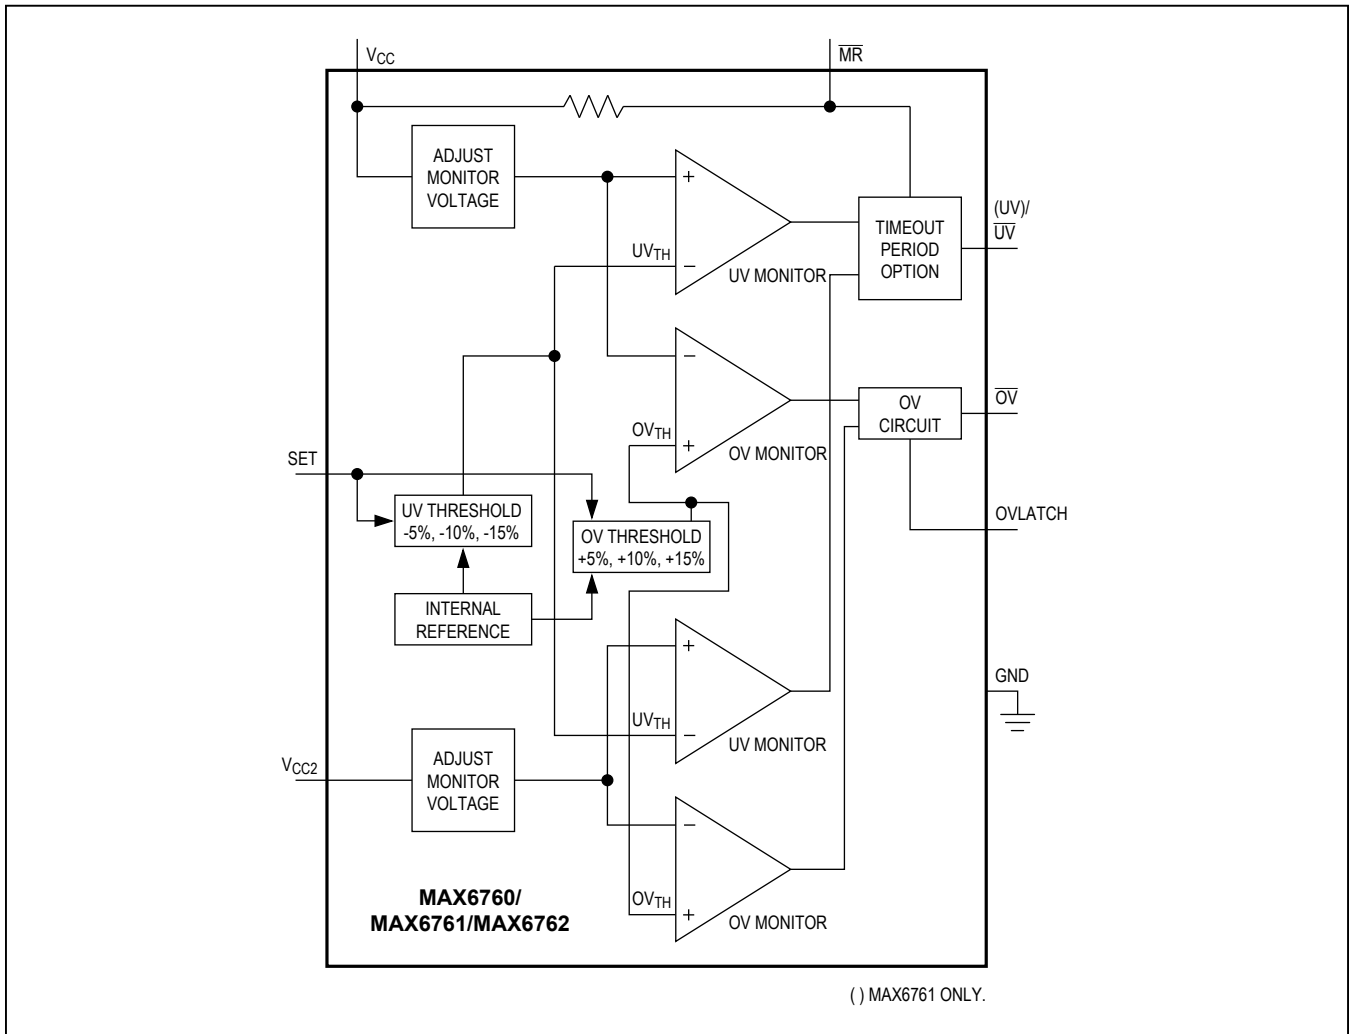 VCC
MR
ADJUST
MONITOR
VOLTAGE
+
UVTH
−
UV MONITOR
TIMEOUT
PERIOD
OPTION
(UV)/
UV
−
OVTH
+
OV MONITOR
OV
CIRCUIT
OV
OVLATCH
SET
UV THRESHOLD
-5%, -10%, -15%
OV THRESHOLD
+5%, +10%, +15%
INTERNAL
REFERENCE
+
UVTH
−
UV MONITOR
GND
VCC2
ADJUST
MONITOR
VOLTAGE
−
OVTH
+
OV MONITOR
MAX6760/
MAX6761/MAX6762
( ) MAX6761 ONLY.